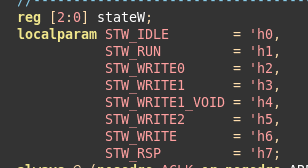 reg [2:0] stateW;
localparam STW_IDLE = 'h0,
STW_RUN = 'h1,
STW_WRITE0 = 'h2,
STW_WRITE1 = 'h3,
STW_WRITE1_VOID = 'h4,
STW_WRITE2 = 'h5,
STW_WRITE = 'h6,
STW_RSP = 'h7;